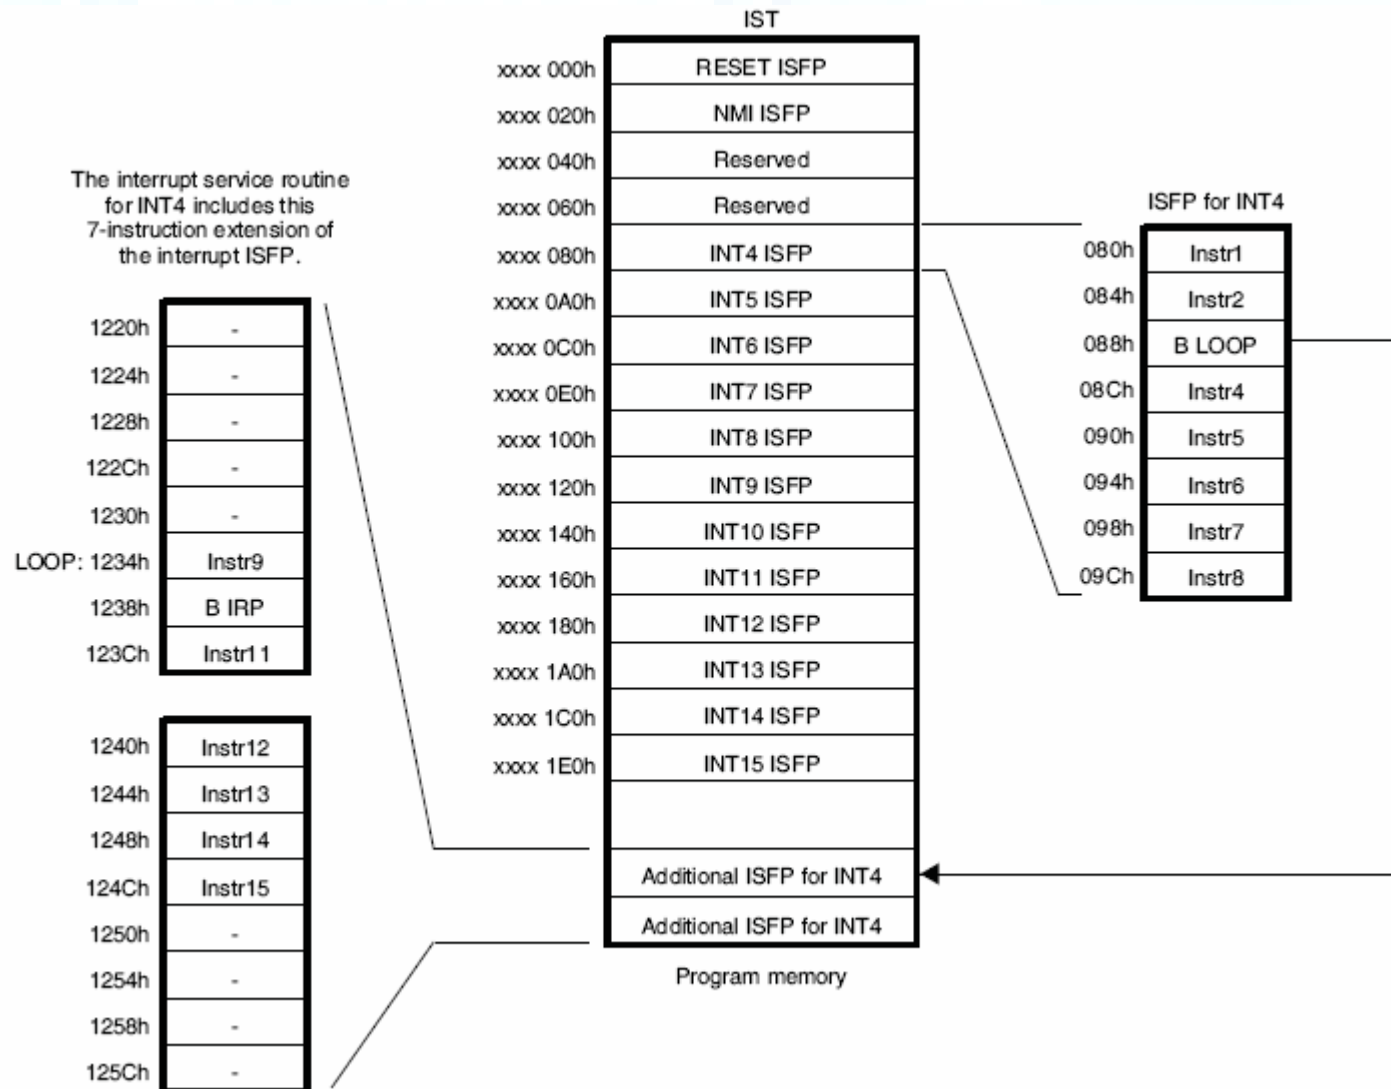 IST
xxxx 000h RESET ISFP
xxxx 020h NMI ISFP
xxxx 040h Reserved
xxxx 060h Reserved
xxxx 080h INT4 ISFP
xxxx 0A0h INT5 ISFP
xxxx 0C0h INT6 ISFP
xxxx 0E0h INT7 ISFP
xxxx 100h INT8 ISFP
xxxx 120h INT9 ISFP
xxxx 140h INT10 ISFP
xxxx 160h INT11 ISFP
xxxx 180h INT12 ISFP
xxxx 1A0h INT13 ISFP
xxxx 1C0h INT14 ISFP
xxxx 1E0h INT15 ISFP
Additional ISFP for INT4
Additional ISFP for INT4
Program memory
The interrupt service routine
for INT4 includes this
7-instruction extension of
the interrupt ISFP.
1220h -
1224h -
1228h -
122Ch -
1230h -
LOOP: 1234h Instr9
1238h B IRP
123Ch Instr11
1240h Instr12
1244h Instr13
1248h Instr14
124Ch Instr15
1250h -
1254h -
1258h -
125Ch -
ISFP for INT4
080h Instr1
084h Instr2
088h B LOOP
08Ch Instr4
090h Instr5
094h Instr6
098h Instr7
09Ch Instr8